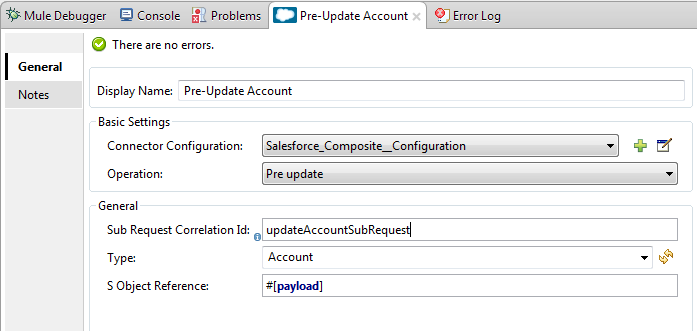 Mule Debugger Console Problems Pre-Update Account Error Log
There are no errors.
General
Notes
Display Name: Pre-Update Account
Basic Settings
Connector Configuration: Salesforce_Composite__Configuration
Operation: Pre update
General
Sub Request Correlation Id: updateAccountSubRequest
Type: Account
S Object Reference: #[payload]